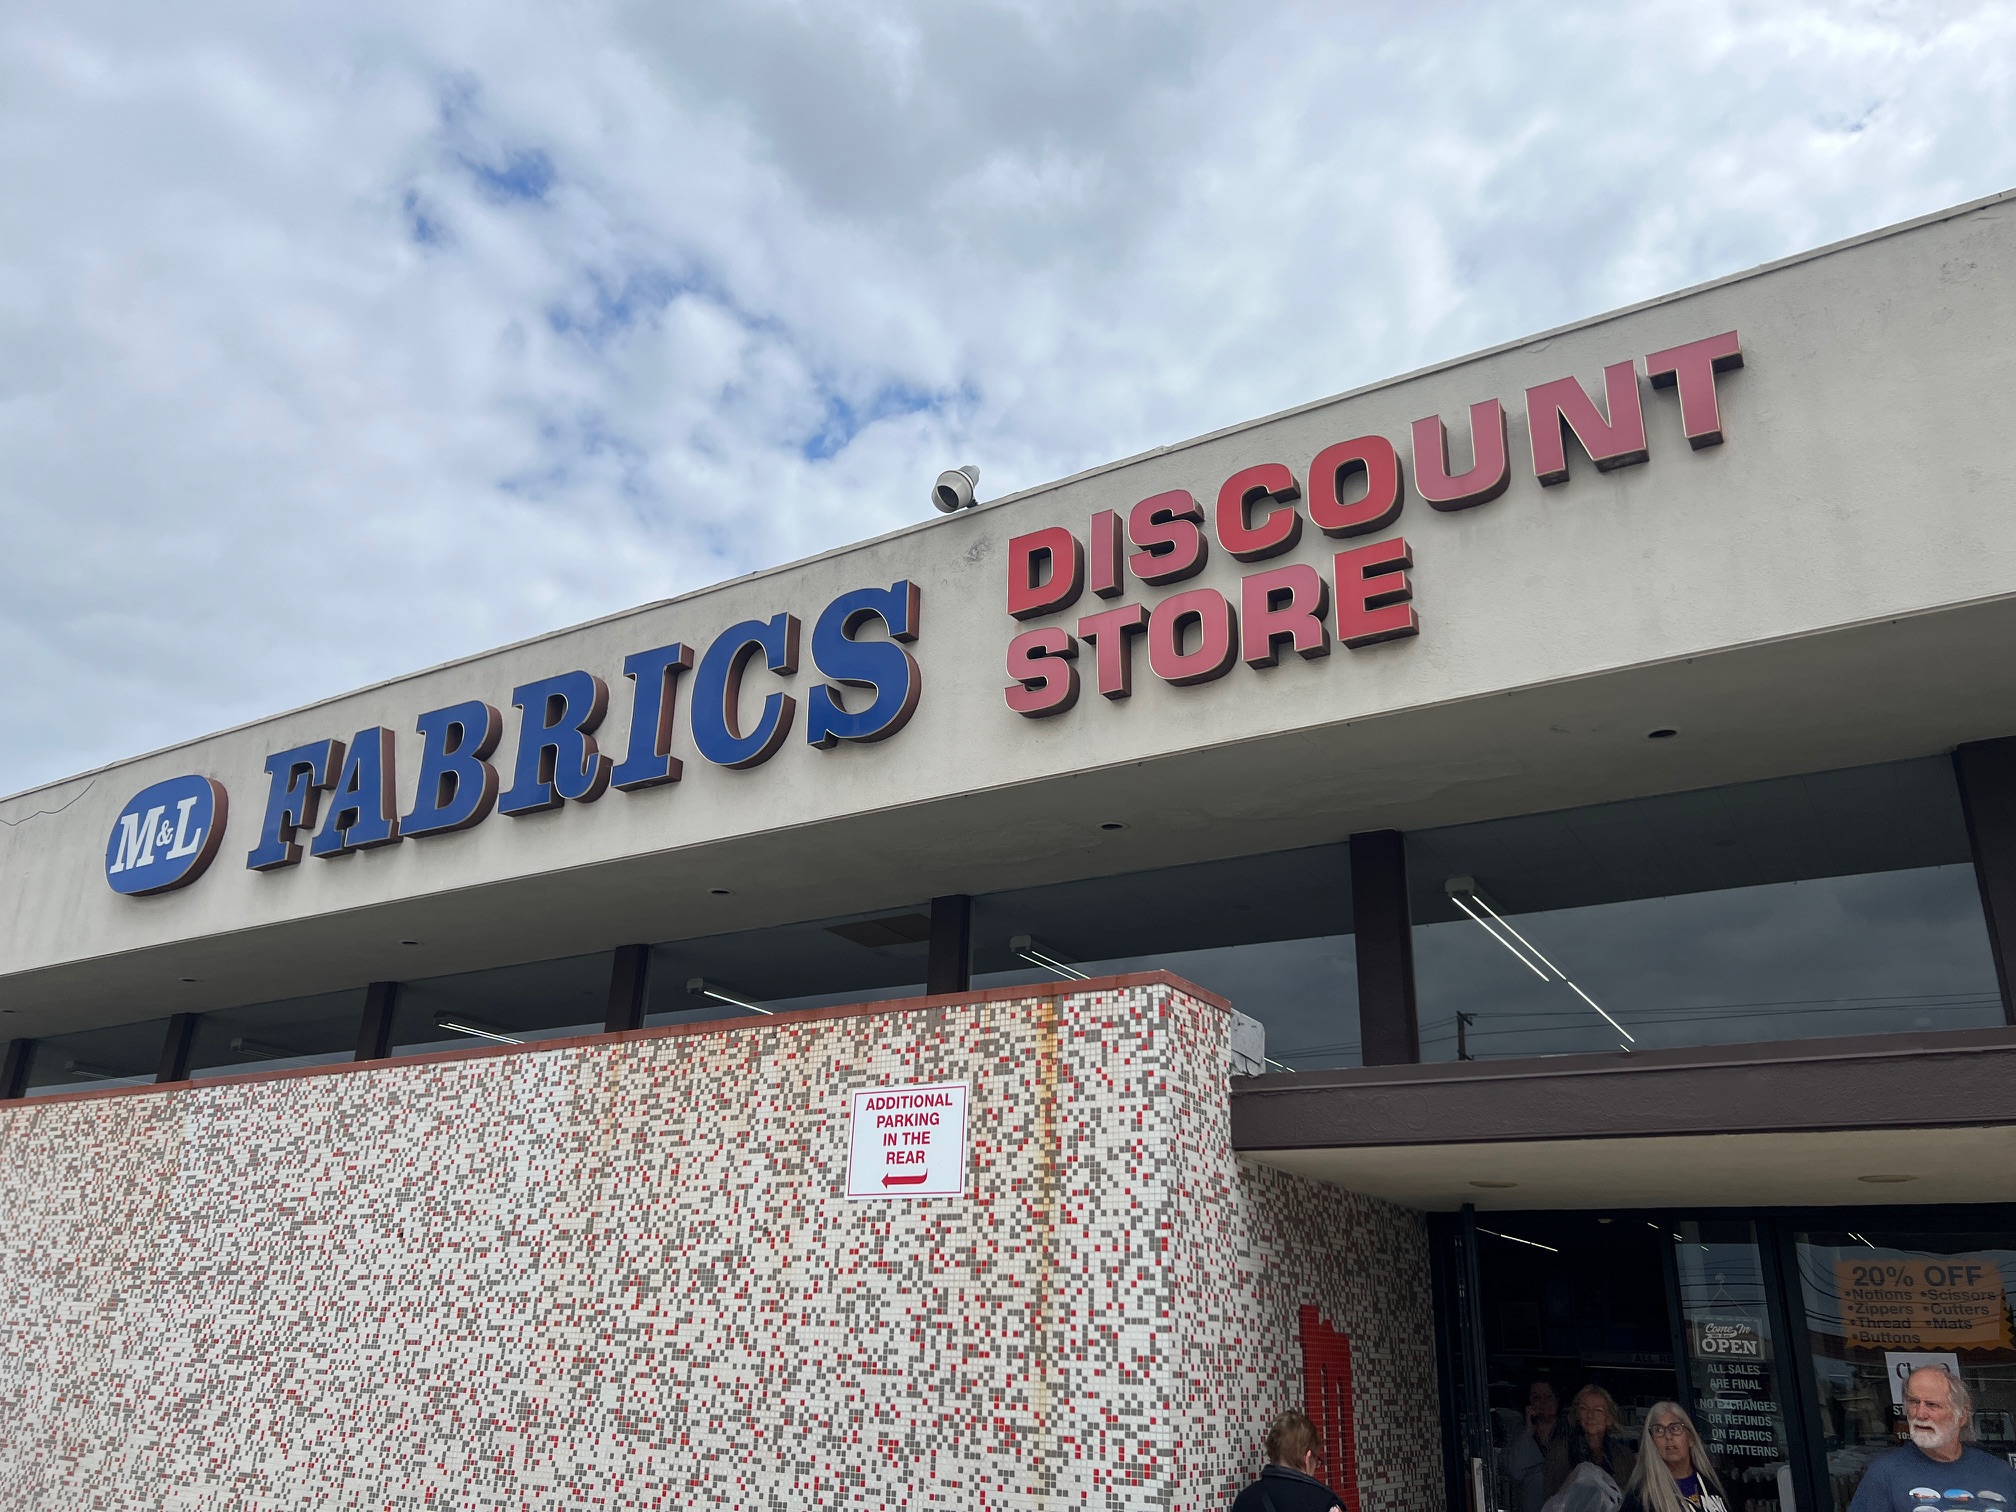 M&L
FABRICS
DISCOUNT
STORE
ADDITIONAL
PARKING
IN THE
REAR
20% OFF
•Notions •Scissors
•Zippers •Cutters
•Thread •Mats
•Buttons
Come In
OPEN
ALL SALES
ARE FINAL
NO EXCHANGES
OR REFUNDS
ON FABRICS
OR PATTERNS